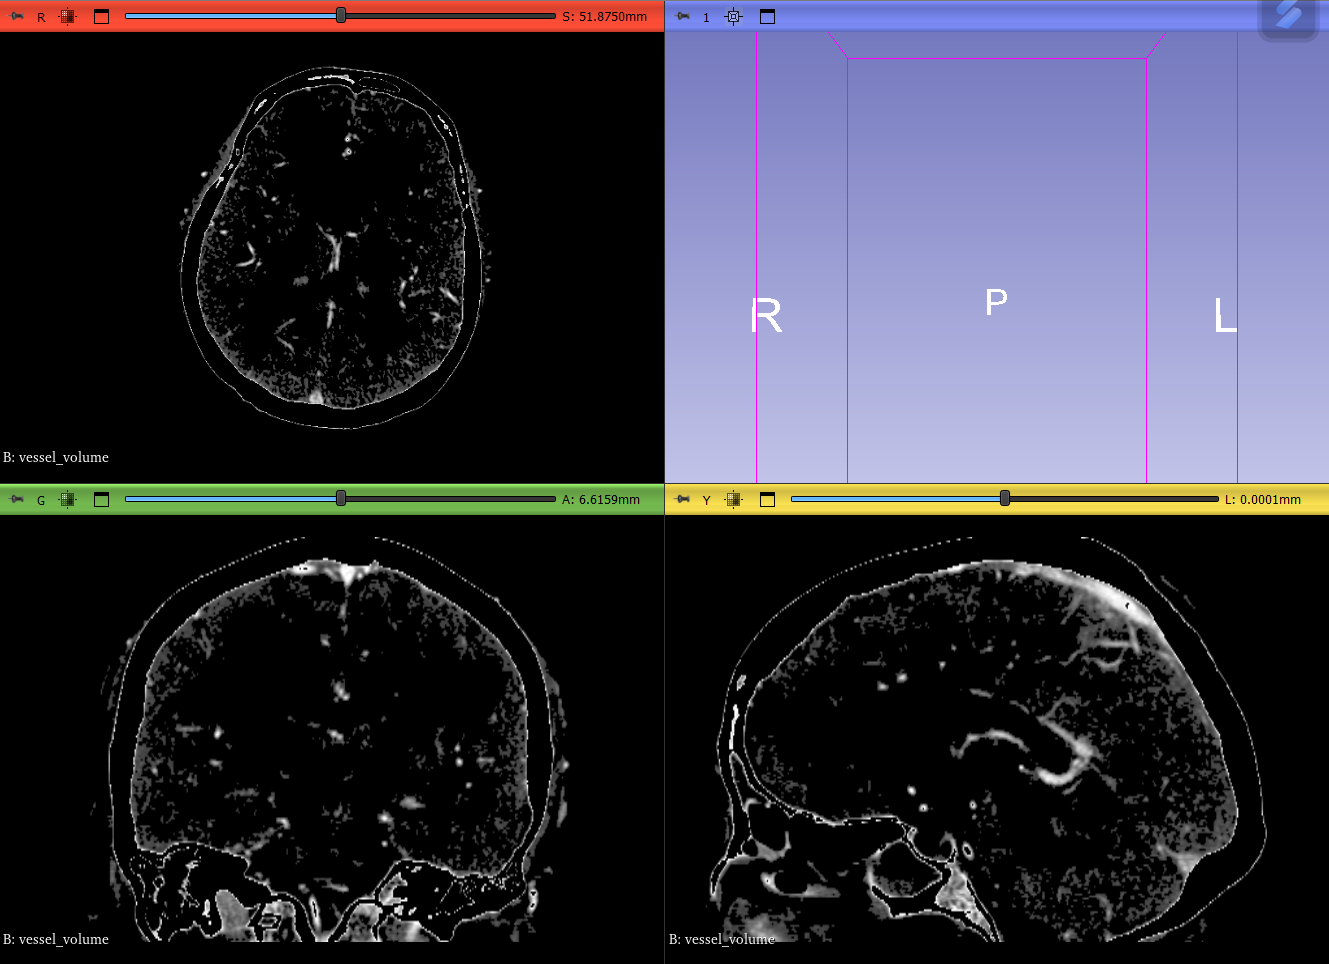 R S: 51.8750mm
1
R P L
B: vessel_volume
G A: 6.6159mm
Y L: 0.0001mm
B: vessel_volume
B: vessel_volume